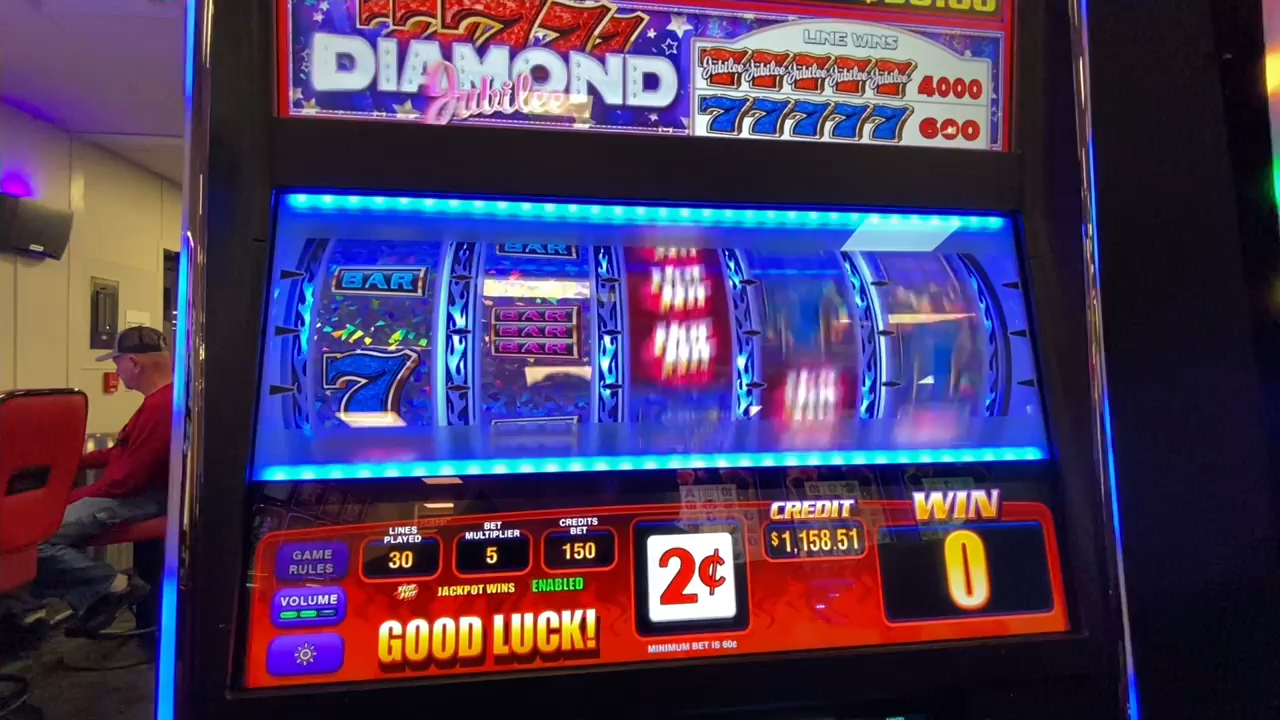 7777
DIAMOND
Jubilee
LINE WINS
Jubilee Jubilee Jubilee Jubilee Jubilee
77777 4000
77777 600
BAR
BAR
BAR
BAR
BAR
7
LINES PLAYED
30
BET MULTIPLIER
5
CREDITS BET
150
JACKPOT WINS ENABLED
GOOD LUCK!
GAME RULES
VOLUME
2¢
MINIMUM BET IS 60¢
CREDIT
$1,158.51
WIN
0